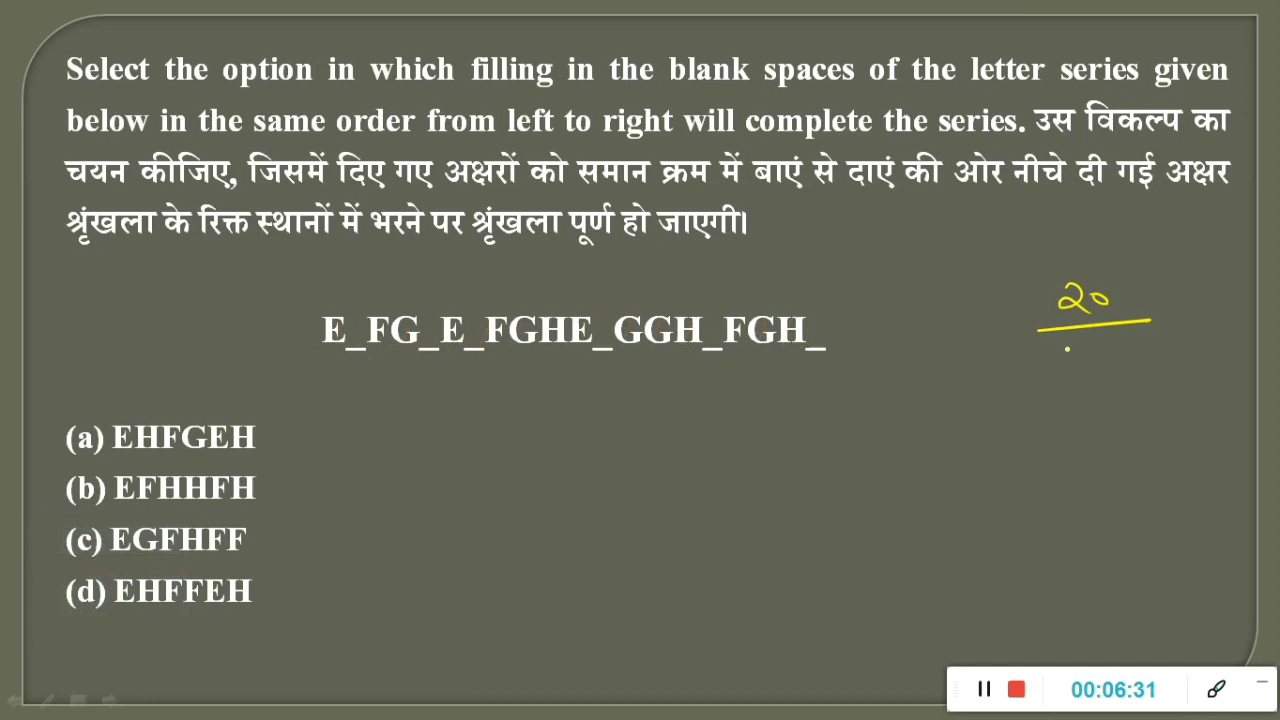 Select the option in which filling in the blank spaces of the letter series given
below in the same order from left to right will complete the series. उस विकल्प का
चयन कीजिए, जिसमें दिए गए अक्षरों को समान क्रम में बाएं से दाएं की ओर नीचे दी गई अक्षर
श्रृंखला के रिक्त स्थानों में भरने पर श्रृंखला पूर्ण हो जाएगी।
E_FG_E_FGHE_GGH_FGH_
20
(a) EHFGEH
(b) EFHHFH
(c) EGFHFF
(d) EHFFEH
00:06:31